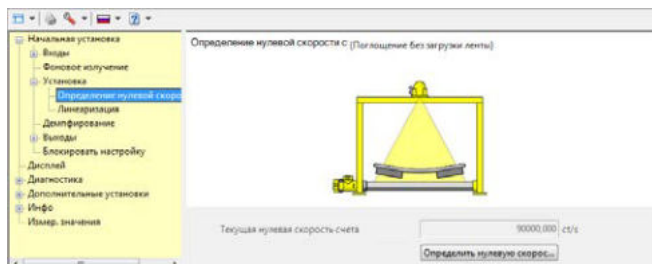 Начальная установка
Входы
Фоновое излучение
Установка
Определение нулевой скоро
Линеаризация
Демпфирование
Выходы
Блокировать настройку
Дисплей
Диагностика
Дополнительные установки
Инфо
Измер. значения
Определение нулевой скорости с (Поглощение без загрузки ленты)
Текущая нулевая скорость счета 90000,000 ct/s
Определить нулевую скорос...